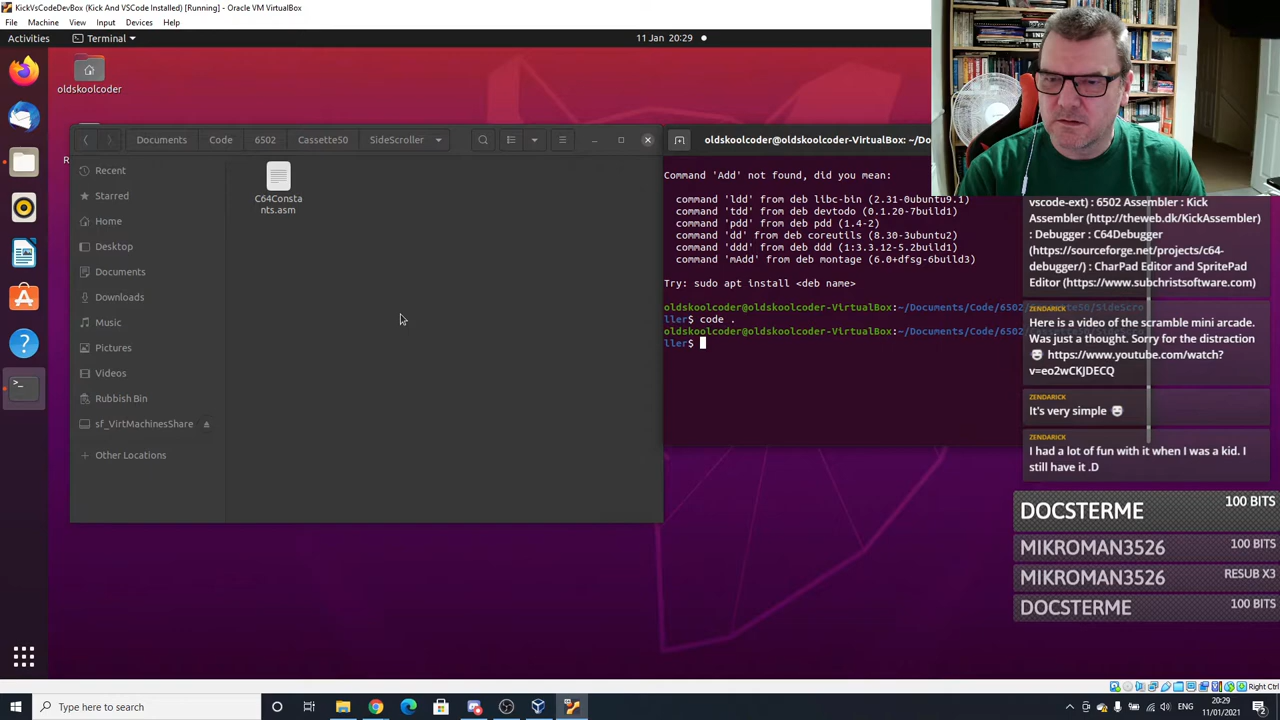 KickVsCodeDevBox (Kick And VSCode Installed) [Running] - Oracle VM VirtualBox
File Machine View Input Devices Help
Activities Terminal 11 Jan 20:29
oldskoolcoder
Documents Code 6502 Cassette50 SideScroller
oldskoolcoder@oldskoolcoder-VirtualBox: ~/Do
Recent
Starred
Home
Desktop
Documents
Downloads
Music
Pictures
Videos
Rubbish Bin
sf_VirtMachinesShare
Other Locations
C64Consta
nts.asm
Command 'Add' not found, did you mean:
command 'ldd' from deb libc-bin (2.31-0ubuntu9.1)
command 'tdd' from deb devtodo (0.1.20-7build1)
command 'pdd' from deb pdd (1.4-2)
command 'dd' from deb coreutils (8.30-3ubuntu2)
command 'ddd' from deb ddd (1:3.3.12-5.2build1)
command 'mAdd' from deb montage (6.0+dfsg-6build3)
Try: sudo apt install <deb name>
oldskoolcoder@oldskoolcoder-VirtualBox:~/Documents/Code/6502/
ller$ code .
oldskoolcoder@oldskoolcoder-VirtualBox:~/Documents/Code/6502/
ller$
vscode-ext) : 6502 Assembler : Kick
Assembler (http://theweb.dk/KickAssembler)
: Debugger : C64Debugger
(https://sourceforge.net/projects/c64-
debugger/) : CharPad Editor and SpritePad
Editor (https://www.subchristsoftware.com)
ZENDARICK
Here is a video of the scramble mini arcade.
Was just a thought. Sorry for the distraction
https://www.youtube.com/watch?
v=eo2wCKJDECQ
ZENDARICK
It's very simple
ZENDARICK
I had a lot of fun with it when I was a kid. I
still have it .D
DOCSTERME 100 BITS
MIKROMAN3526 100 BITS
MIKROMAN3526 RESUB X3
DOCSTERME 100 BITS
Right Ctrl
Type here to search
ENG
20:29
11/01/2021